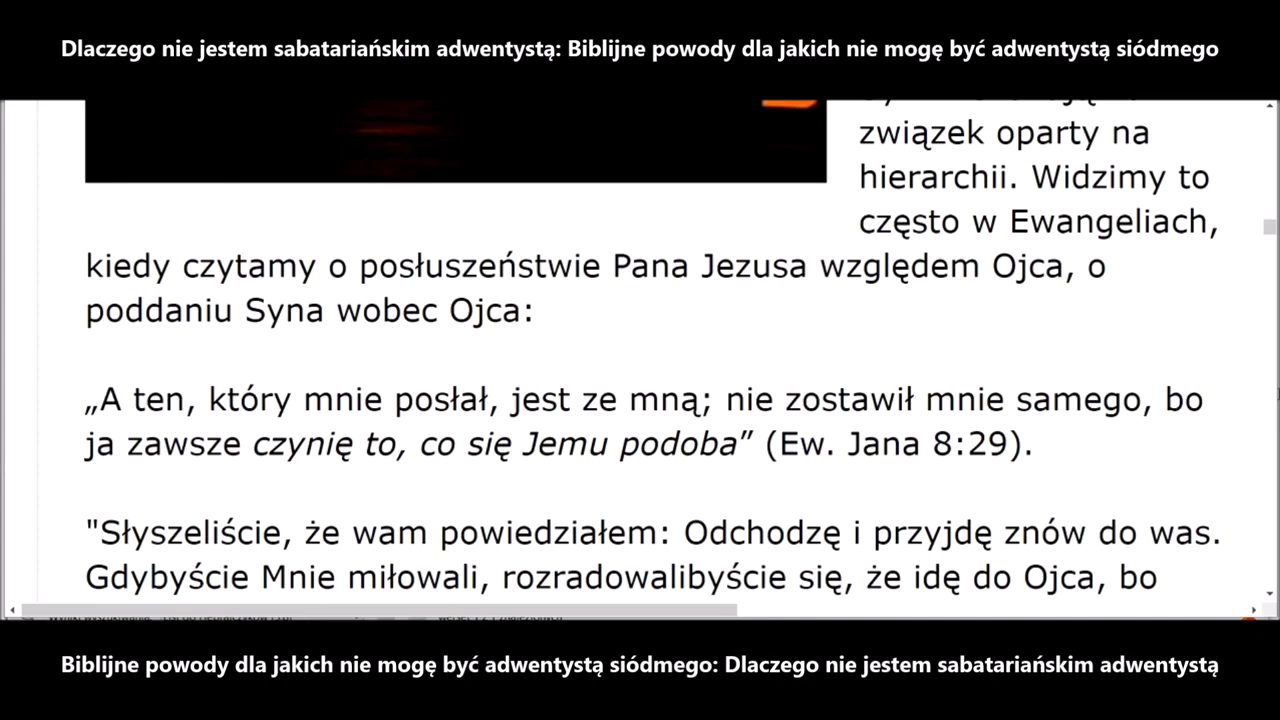 Dlaczego nie jestem sabatariańskim adwentystą: Biblijne powody dla jakich nie mogę być adwentystą siódmego
związek oparty na
hierarchii. Widzimy to
często w Ewangeliach,
kiedy czytamy o posłuszeństwie Pana Jezusa względem Ojca, o
poddaniu Syna wobec Ojca:
„A ten, który mnie posłał, jest ze mną; nie zostawił mnie samego, bo
ja zawsze czynię to, co się Jemu podoba” (Ew. Jana 8:29).
"Słyszeliście, że wam powiedziałem: Odchodzę i przyjdę znów do was.
Gdybyście Mnie miłowali, rozradowalibyście się, że idę do Ojca, bo
Biblijne powody dla jakich nie mogę być adwentystą siódmego: Dlaczego nie jestem sabatariańskim adwentystą